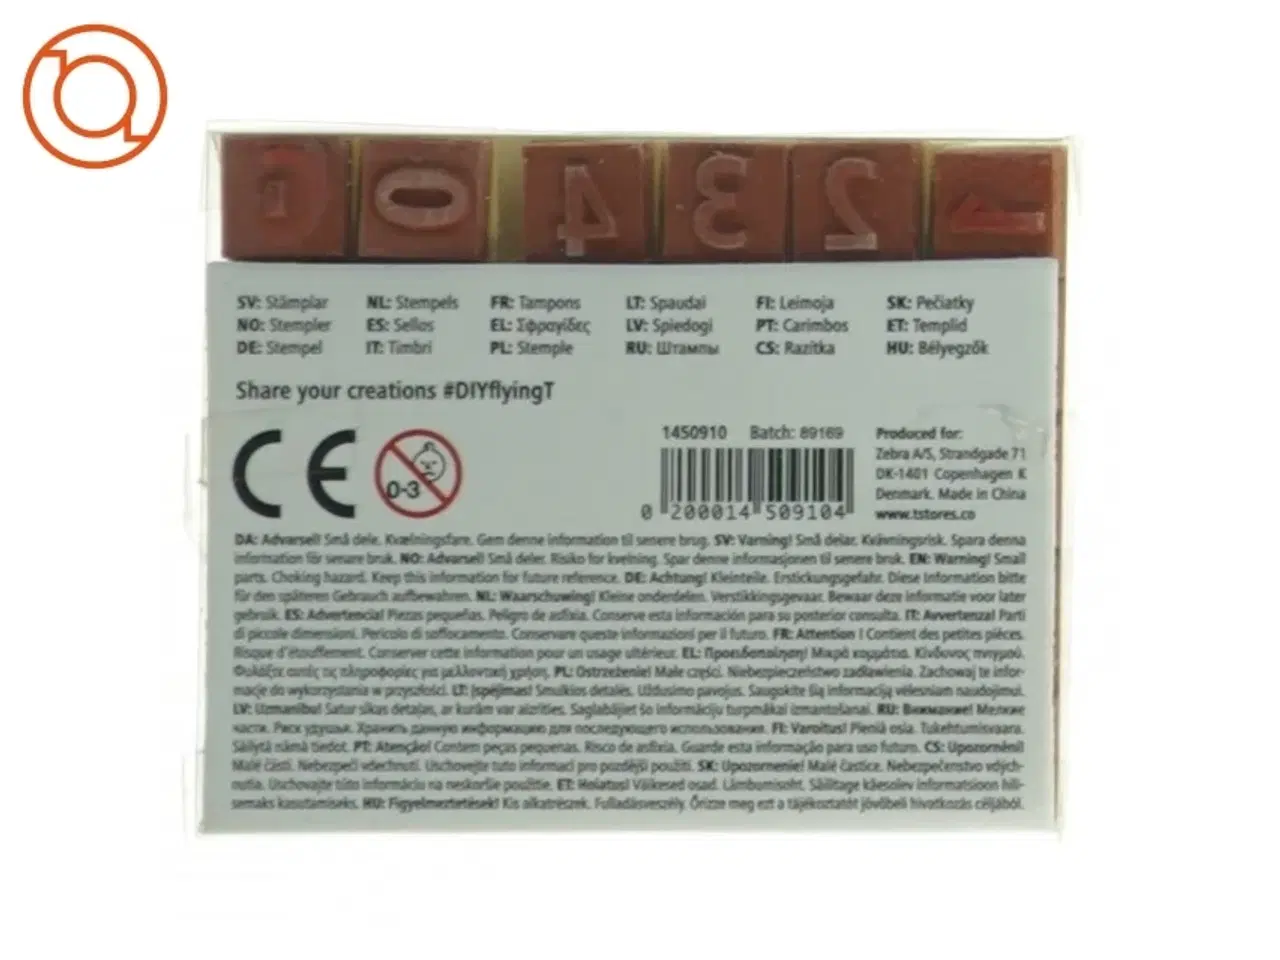 0 4 3 2 1
SV: Stämplar NL: Stempels FR: Tampons LT: Spaudai FI: Leimoja SK: Pečiatky
NO: Stempler ES: Sellos EL: Σφραγίδες LV: Spiedogi PT: Carimbos ET: Templid
DE: Stempel IT: Timbri PL: Stemple RU: Штампы CS: Razítka HU: Bélyegzők
Share your creations #DIYflyingT
CE
0-3
1450910 Batch: 89169
0 200014 509104
Produced for:
Zebra A/S, Strandgade 71
DK-1401 Copenhagen K
Denmark. Made in China
www.tstores.co
DA: Advarsel! Små dele. Kvælningsfare. Gem denne information til senere brug. SV: Varning! Små delar. Kvävningsrisk. Spara denna
information för senare bruk. NO: Advarsel! Små deler. Risiko for kvelning. Spar denne informasjonen til senere bruk. EN: Warning! Small
parts. Choking hazard. Keep this information for future reference. DE: Achtung! Kleinteile. Erstickungsgefahr. Diese Information bitte
für den späteren Gebrauch aufbewahren. NL: Waarschuwing! Kleine onderdelen. Verstikkingsgevaar. Bewaar deze informatie voor later
gebruik. ES: Advertencia! Piezas pequeñas. Peligro de asfixia. Conserve esta información para su posterior consulta. IT: Avvertenza! Parti
di piccole dimensioni. Pericolo di soffocamento. Conservare queste informazioni per il futuro. FR: Attention ! Contient des petites pièces.
Risque d'étouffement. Conserver cette information pour un usage ultérieur. EL: Προειδοποίηση! Μικρά κομμάτια. Κίνδυνος πνιγμού.
Φυλάξτε αυτές τις πληροφορίες για μελλοντική χρήση. PL: Ostrzeżenie! Małe części. Niebezpieczeństwo zadławienia. Zachowaj te infor-
macje do wykorzystania w przyszłości. LT: Įspėjimas! Smulkios detalės. Uždusimo pavojus. Saugokite šią informaciją vėlesniam naudojimui.
LV: Uzmanību! Satur sīkas detaļas, ar kurām var aizrīties. Saglabājiet šo informāciju turpmākai izmantošanai. RU: Внимание! Мелкие
части. Риск удушья. Хранить данную информацию для последующего использования. FI: Varoitus! Pieniä osia. Tukehtumisvaara.
Säilytä nämä tiedot. PT: Atenção! Contém peças pequenas. Risco de asfixia. Guarde esta informação para uso futuro. CS: Upozornění!
Malé části. Nebezpečí vdechnutí. Uschovejte tuto informaci pro pozdější použití. SK: Upozornenie! Malé častice. Nebezpečenstvo vdých-
nutia. Uschovajte túto informáciu na neskoršie použitie. ET: Hoiatus! Väikesed osad. Lämbumisoht. Säilitage käesolev informatsioon hili-
semaks kasutamiseks. HU: Figyelmeztetések! Kis alkatrészek. Fulladásveszély. Őrizze meg ezt a tájékoztatót jövőbeli hivatkozás céljából.